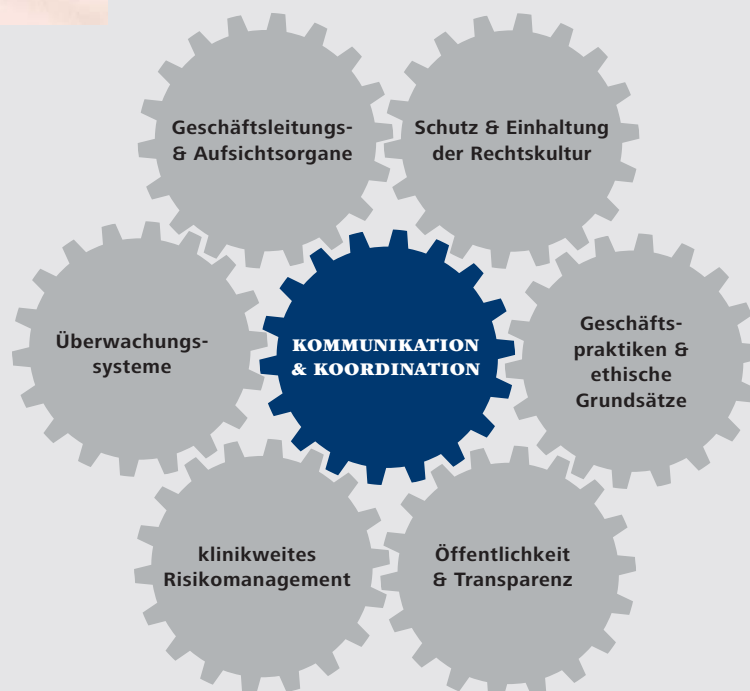 Geschäftsleitungs-
& Aufsichtsorgane
Schutz & Einhaltung
der Rechtskultur
Überwachungs-
systeme
KOMMUNIKATION
& KOORDINATION
Geschäfts-
praktiken &
ethische
Grundsätze
klinikweites
Risikomanagement
Öffentlichkeit
& Transparenz